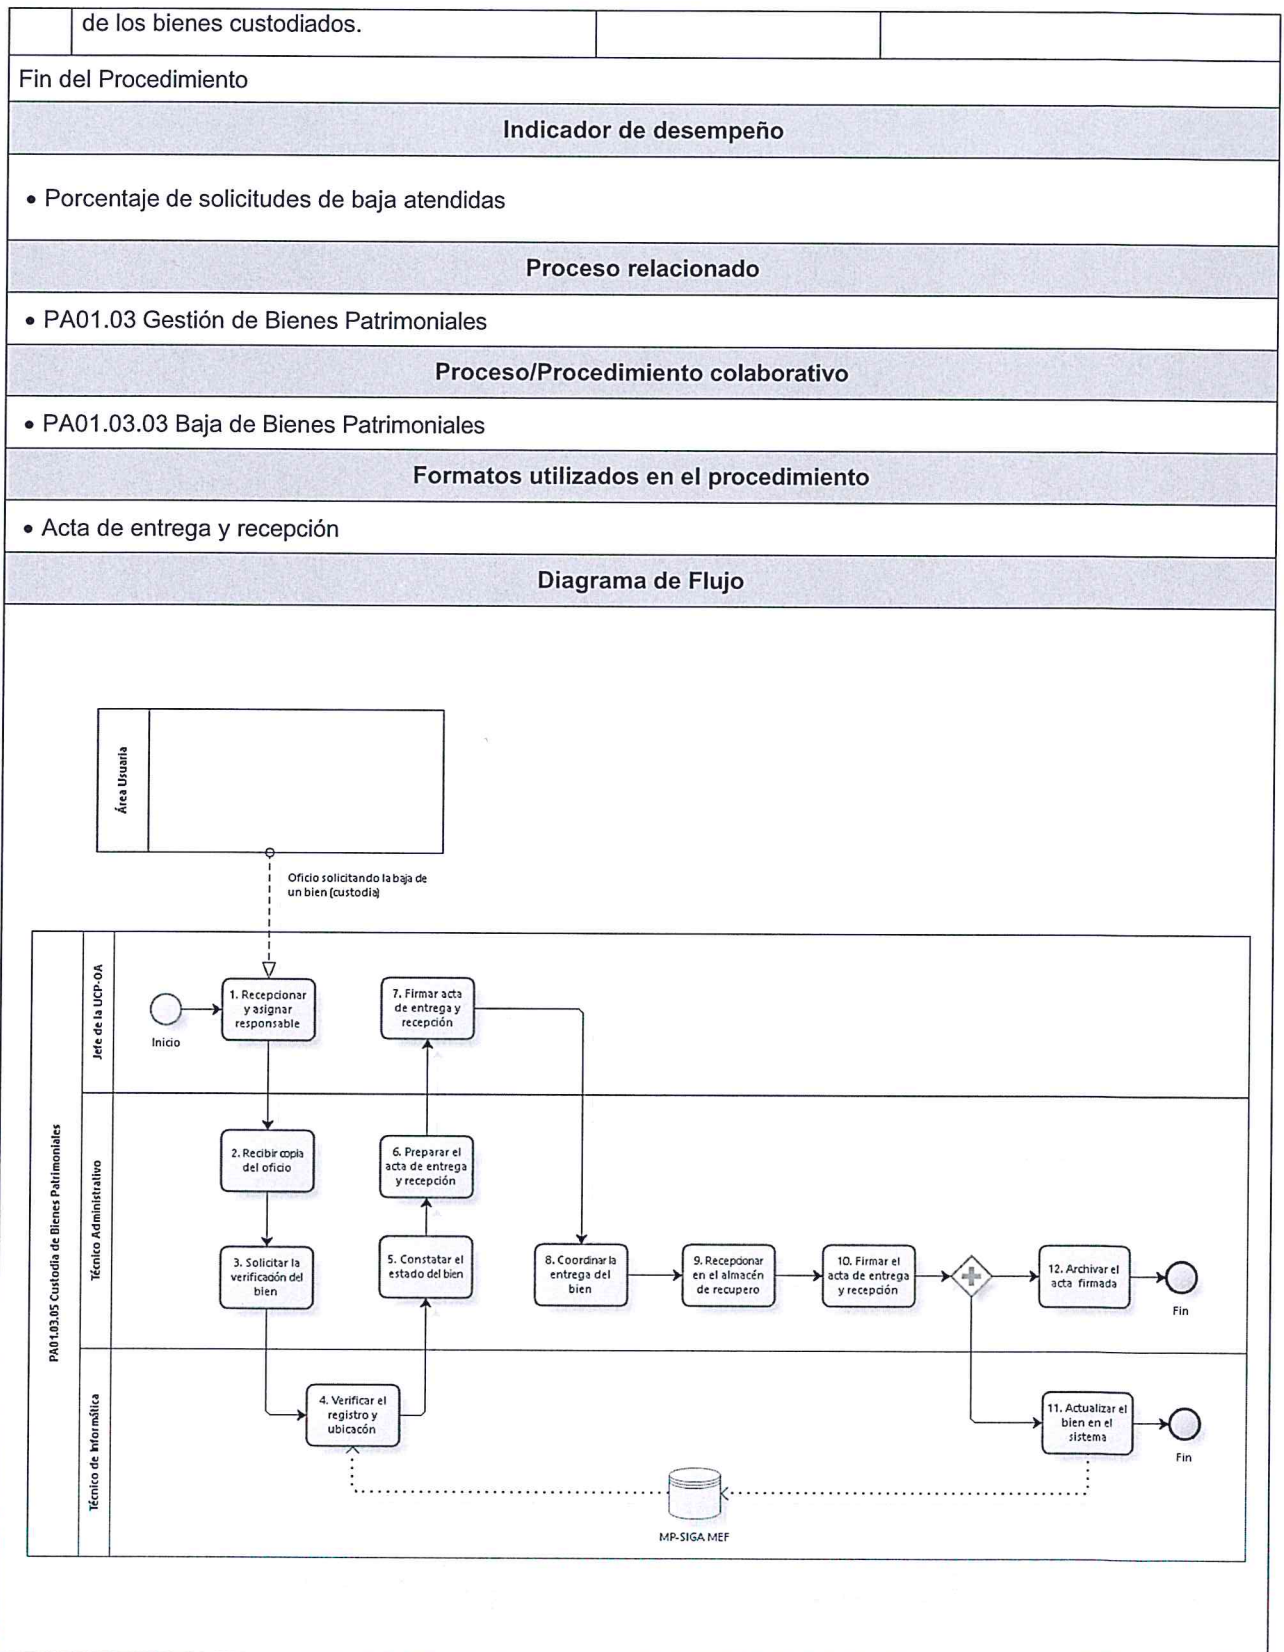 de los bienes custodiados.
Fin del Procedimiento
Indicador de desempeño
• Porcentaje de solicitudes de baja atendidas
Proceso relacionado
• PA01.03 Gestión de Bienes Patrimoniales
Proceso/Procedimiento colaborativo
• PA01.03.03 Baja de Bienes Patrimoniales
Formatos utilizados en el procedimiento
• Acta de entrega y recepción
Diagrama de Flujo
Área Usuaria
Oficio solicitando la baja de
un bien (custodia)
PA01.03.05 Custodia de Bienes Patrimoniales
Jefe de la UCP-OA
Inicio
1. Recepcionar
y asignar
responsable
7. Firmar acta
de entrega y
recepción
Técnico Administrativo
2. Recibir copia
del oficio
6. Preparar el
acta de entrega
y recepción
3. Solicitar la
verificación del
bien
5. Constatar el
estado del bien
8. Coordinar la
entrega del
bien
9. Recepcionar
en el almacén
de recupero
10. Firmar el
acta de entrega
y recepción
12. Archivar el
acta firmada
Fin
Técnico de Informática
4. Verificar el
registro y
ubicacón
11. Actualizar el
bien en el
sistema
Fin
MP-SIGA MEF